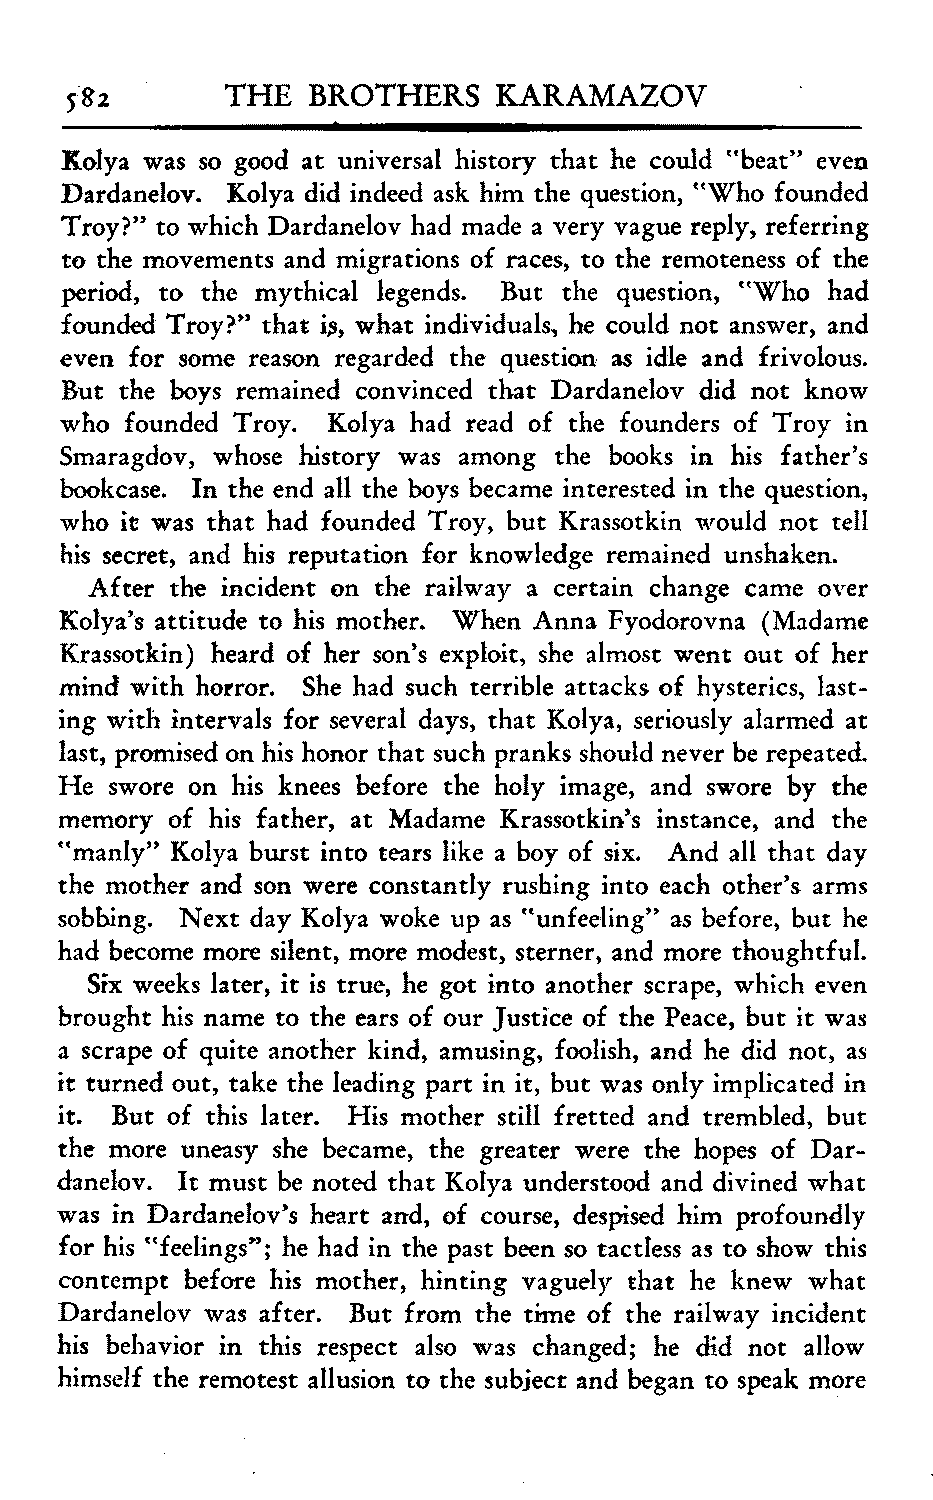 582 THE BROTHERS KARAMAZOV
Kolya was so good at universal history that he could "beat" even
Dardanelov. Kolya did indeed ask him the question, "Who founded
Troy?" to which Dardanelov had made a very vague reply, referring
to the movements and migrations of races, to the remoteness of the
period, to the mythical legends. But the question, "Who had
founded Troy?" that is, what individuals, he could not answer, and
even for some reason regarded the question as idle and frivolous.
But the boys remained convinced that Dardanelov did not know
who founded Troy. Kolya had read of the founders of Troy in
Smaragdov, whose history was among the books in his father's
bookcase. In the end all the boys became interested in the question,
who it was that had founded Troy, but Krassotkin would not tell
his secret, and his reputation for knowledge remained unshaken.
After the incident on the railway a certain change came over
Kolya's attitude to his mother. When Anna Fyodorovna (Madame
Krassotkin) heard of her son's exploit, she almost went out of her
mind with horror. She had such terrible attacks of hysterics, last-
ing with intervals for several days, that Kolya, seriously alarmed at
last, promised on his honor that such pranks should never be repeated.
He swore on his knees before the holy image, and swore by the
memory of his father, at Madame Krassotkin's instance, and the
"manly" Kolya burst into tears like a boy of six. And all that day
the mother and son were constantly rushing into each other's arms
sobbing. Next day Kolya woke up as "unfeeling" as before, but he
had become more silent, more modest, sterner, and more thoughtful.
Six weeks later, it is true, he got into another scrape, which even
brought his name to the ears of our Justice of the Peace, but it was
a scrape of quite another kind, amusing, foolish, and he did not, as
it turned out, take the leading part in it, but was only implicated in
it. But of this later. His mother still fretted and trembled, but
the more uneasy she became, the greater were the hopes of Dar-
danelov. It must be noted that Kolya understood and divined what
was in Dardanelov's heart and, of course, despised him profoundly
for his "feelings"; he had in the past been so tactless as to show this
contempt before his mother, hinting vaguely that he knew what
Dardanelov was after. But from the time of the railway incident
his behavior in this respect also was changed; he did not allow
himself the remotest allusion to the subject and began to speak more